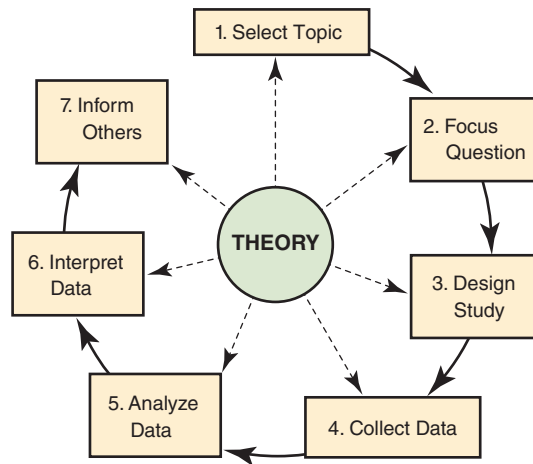 1. Select Topic
2. Focus
Question
3. Design
Study
4. Collect Data
5. Analyze
Data
6. Interpret
Data
7. Inform
Others
THEORY